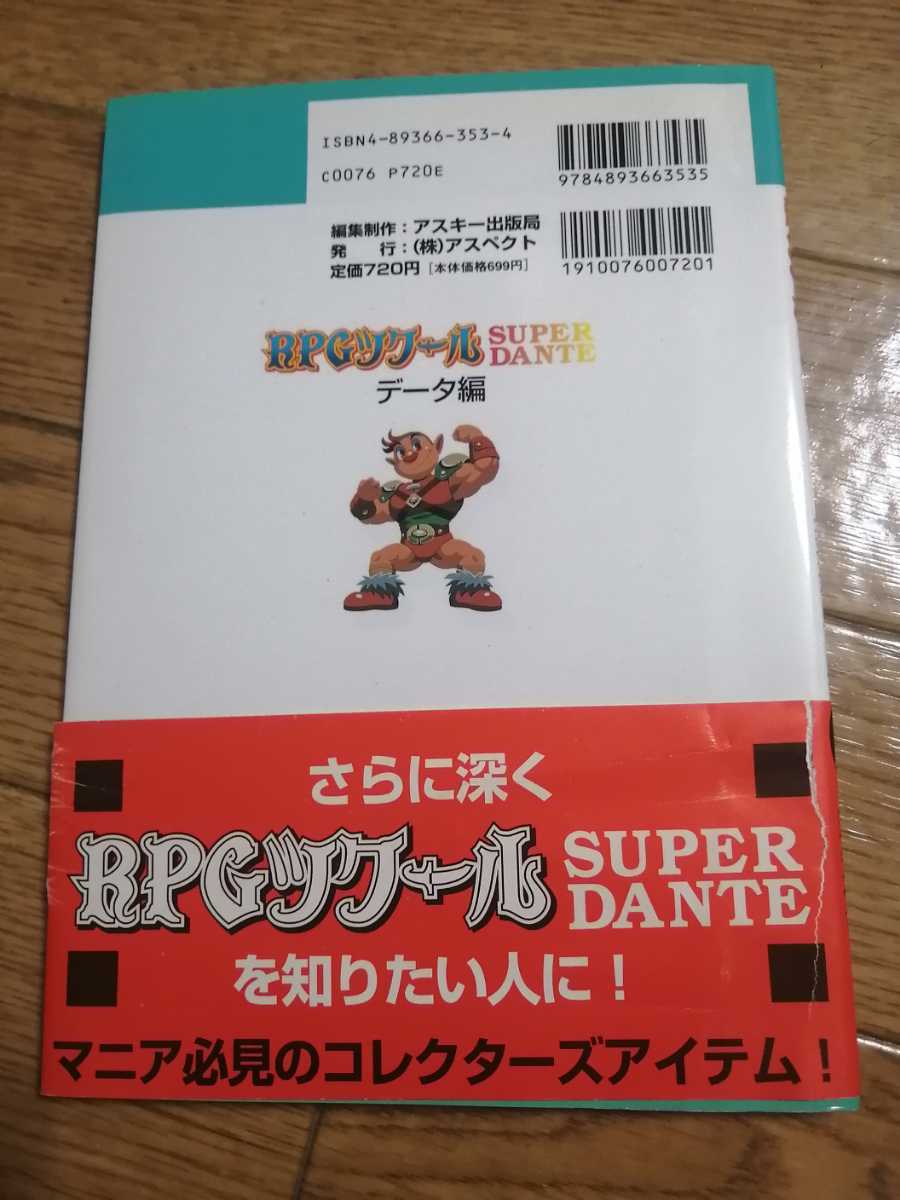 ISBN4-89366-353-4
C0076 P720E
9784893663535
編集制作：アスキー出版局
発　　行：(株)アスペクト
定価720円 [本体価格699円]
1910076007201
RPGツクール SUPER DANTE
データ編
さらに深く
RPGツクール SUPER DANTE
を知りたい人に！
マニア必見のコレクターズアイテム！